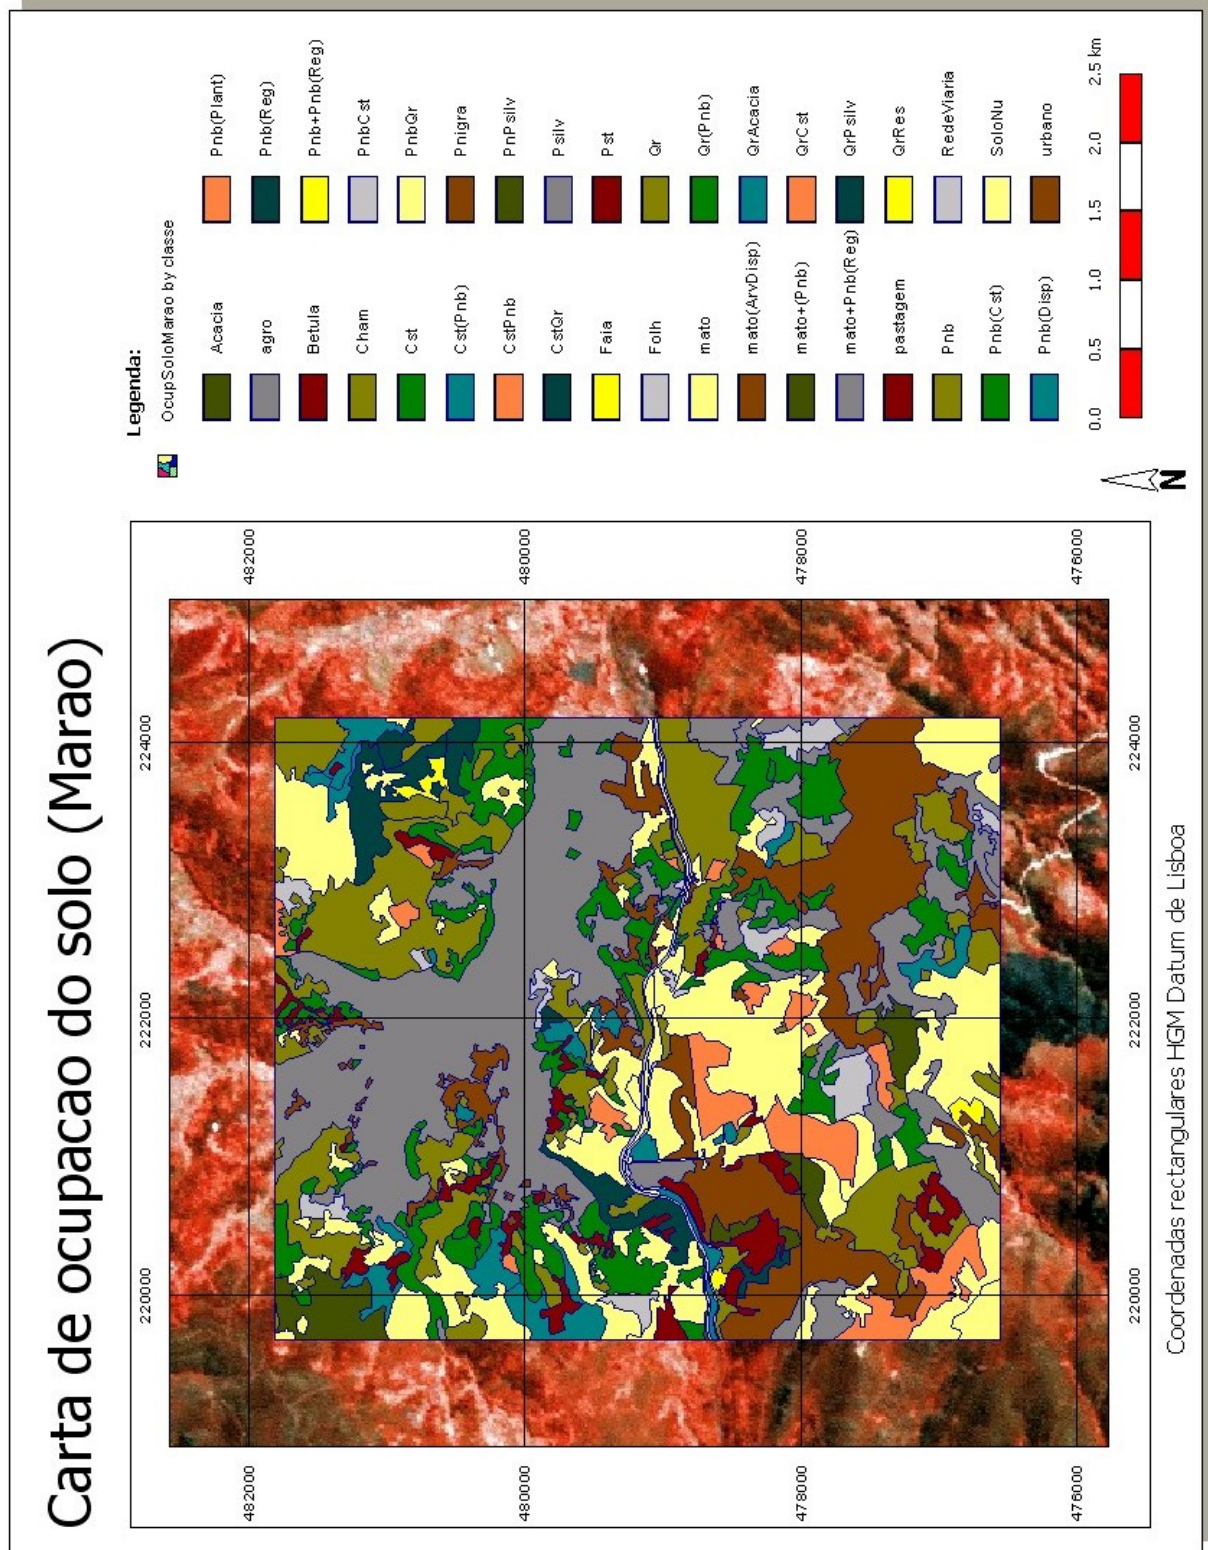 Carta de ocupacao do solo (Marao)
482000
480000
478000
476000
224000
222000
220000
224000
222000
220000
482000
480000
478000
476000
Coordenadas rectangulares HGM Datum de Lisboa
Legenda:
OcupSoloMarao by classe
Acacia
agro
Betula
Cham
Cst
Cst(Pnb)
CstPnb
CstQr
Faia
Folh
mato
mato(ArvDisp)
mato+(Pnb)
mato+Pnb(Reg)
pastagem
Pnb
Pnb(Cst)
Pnb(Disp)
Pnb(Plant)
Pnb(Reg)
Pnb+Pnb(Reg)
PnbCst
PnbQr
Pnigra
PnPsilv
Psilv
Pst
Qr
Qr(Pnb)
QrAcacia
QrCst
QrPsilv
QrRes
RedeViaria
SoloNu
urbano
N
0.0 0.5 1.0 1.5 2.0 2.5 km